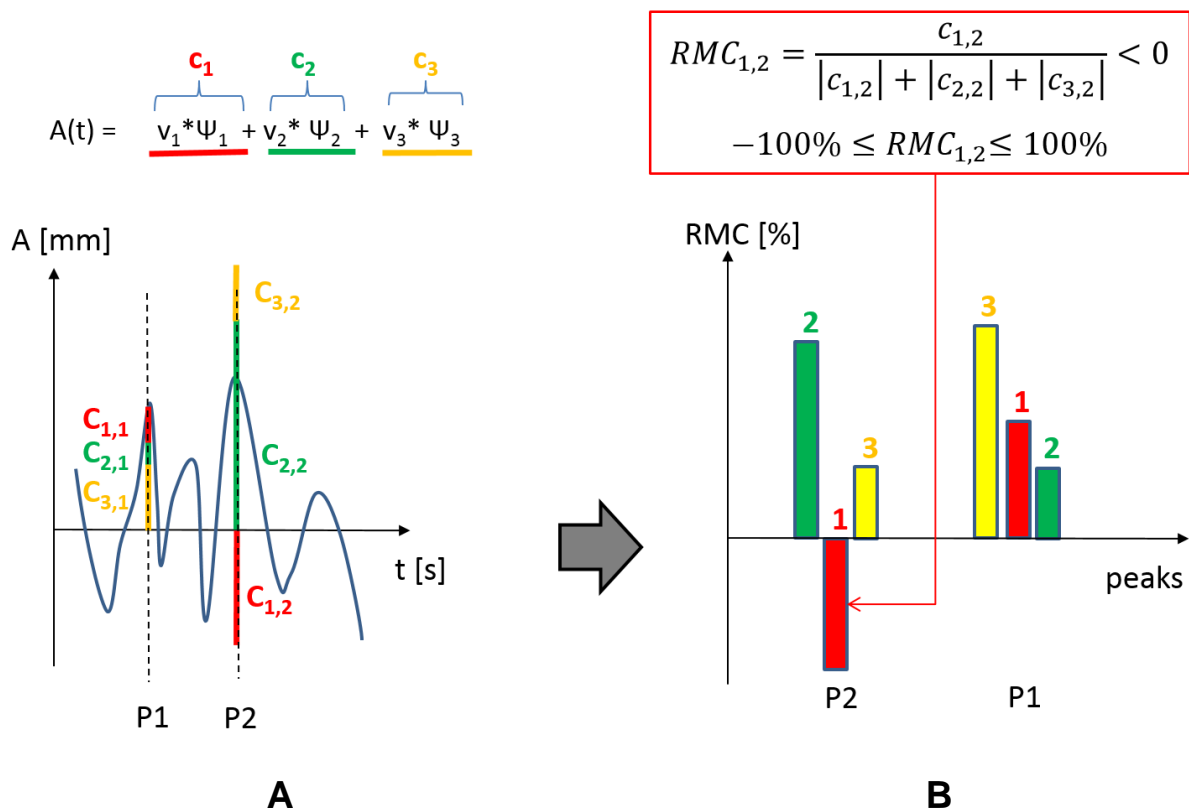 c₁ c₂ c₃
A(t) = v₁*Ψ₁ + v₂* Ψ₂ + v₃* Ψ₃
A [mm]
C₃,₂
C₁,₁
C₂,₁
C₃,₁
C₂,₂
t [s]
C₁,₂
P1 P2
A
RMC₁,₂ = c₁,₂ / |c₁,₂| + |c₂,₂| + |c₃,₂| < 0
−100% ≤ RMC₁,₂ ≤ 100%
RMC [%]
2 3
1
1 3 2
peaks
P2 P1
B